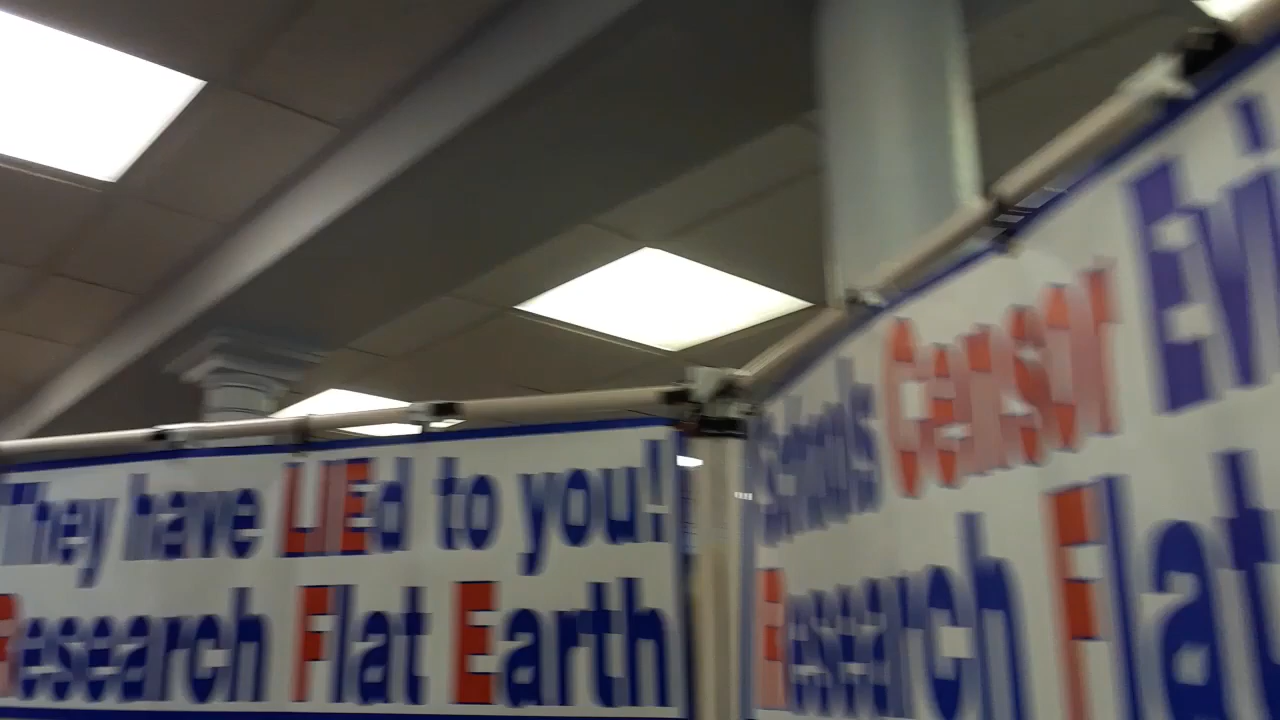 They have LIEd to you!
Research Flat Earth
Schools Censor Evi
Research Flat